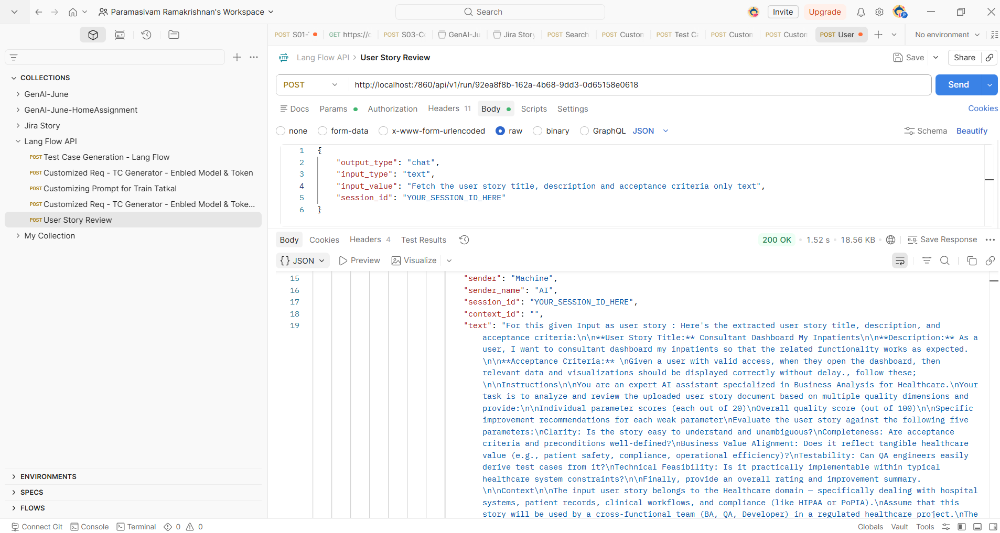 Paramasivam Ramakrishnan's Workspace
Search
Invite
Upgrade
POST S01-
GET https://
POST S03-C
GenAI-Ju
Jira Story
POST Search
POST Custon
POST Test C
POST Custon
POST Custon
POST User
No environment
COLLECTIONS
GenAI-June
GenAI-June-HomeAssignment
Jira Story
Lang Flow API
POST Test Case Generation - Lang Flow
POST Customized Req - TC Generator - Enbled Model & Token
POST Customizing Prompt for Train Tatkal
POST Customized Req - TC Generator - Enbled Model & Toke...
POST User Story Review
My Collection
ENVIRONMENTS
SPECS
FLOWS
HTTP Lang Flow API > User Story Review
Save
Share
POST http://localhost:7860/api/v1/run/92ea8f8b-162a-4b68-9dd3-0d65158e0618
Send
Docs Params Authorization Headers 11 Body Scripts Settings
Cookies
none form-data x-www-form-urlencoded raw binary GraphQL JSON
Schema Beautify
1 {
2 "output_type": "chat",
3 "input_type": "text",
4 "input_value": "Fetch the user story title, description and acceptance criteria only text",
5 "session_id": "YOUR_SESSION_ID_HERE"
6 }
Body Cookies Headers 4 Test Results
200 OK • 1.52 s • 18.56 KB • e.g. Save Response
{} JSON Preview Visualize
15 "sender": "Machine",
16 "sender_name": "AI",
17 "session_id": "YOUR_SESSION_ID_HERE",
18 "context_id": "",
19 "text": "For this given Input as user story : Here's the extracted user story title, description, and
acceptance criteria:\n\n**User Story Title:** Consultant Dashboard My Inpatients\n\n**Description:** As a
user, I want to consultant dashboard my inpatients so that the related functionality works as expected.
\n\n**Acceptance Criteria:** \nGiven a user with valid access, when they open the dashboard, then
relevant data and visualizations should be displayed correctly without delay., follow these;
\n\nInstructions\n\nYou are an expert AI assistant specialized in Business Analysis for Healthcare.\nYour
task is to analyze and review the uploaded user story document based on multiple quality dimensions and
provide:\n\nIndividual parameter scores (each out of 20)\nOverall quality score (out of 100)\n\nSpecific
improvement recommendations for each weak parameter\nEvaluate the user story against the following five
parameters:\nClarity: Is the story easy to understand and unambiguous?\nCompleteness: Are acceptance
criteria and preconditions well-defined?\nBusiness Value Alignment: Does it reflect tangible healthcare
value (e.g., patient safety, compliance, operational efficiency)?\nTestability: Can QA engineers easily
derive test cases from it?\nTechnical Feasibility: Is it practically implementable within typical
healthcare system constraints?\n\nFinally, provide an overall rating and improvement summary.
\n\nContext\n\nThe input user story belongs to the Healthcare domain — specifically dealing with hospital
systems, patient records, clinical workflows, and compliance (like HIPAA or PoPIA).\nAssume that this
story will be used by a cross-functional team (BA, QA, Developer) in a regulated healthcare project.\nThe
Connect Git Console Terminal 0 0
Globals Vault Tools